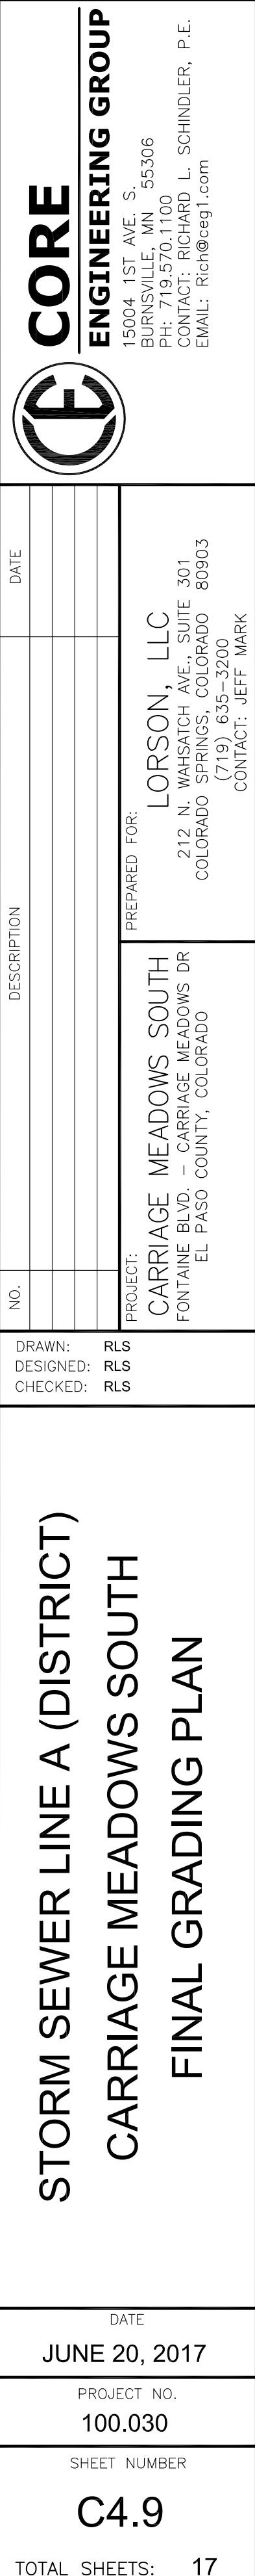 CORE
ENGINEERING GROUP
15004 1ST AVE. S.
BURNSVILLE, MN 55306
PH: 719.570.1100
CONTACT: RICHARD L. SCHINDLER, P.E.
EMAIL: Rich@ceg1.com
DATE
DESCRIPTION
NO.
PREPARED FOR:
LORSON, LLC
212 N. WAHSATCH AVE., SUITE 301
COLORADO SPRINGS, COLORADO 80903
(719) 635-3200
CONTACT: JEFF MARK
PROJECT:
CARRIAGE MEADOWS SOUTH
FONTAINE BLVD. - CARRIAGE MEADOWS DR
EL PASO COUNTY, COLORADO
DRAWN: RLS
DESIGNED: RLS
CHECKED: RLS
STORM SEWER LINE A (DISTRICT)
CARRIAGE MEADOWS SOUTH
FINAL GRADING PLAN
DATE
JUNE 20, 2017
PROJECT NO.
100.030
SHEET NUMBER
C4.9
TOTAL SHEETS: 17